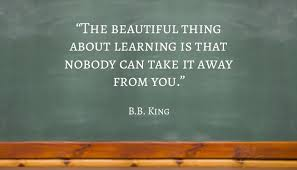 “The beautiful thing
about learning is that
nobody can take it away
from you.”
B.B. King